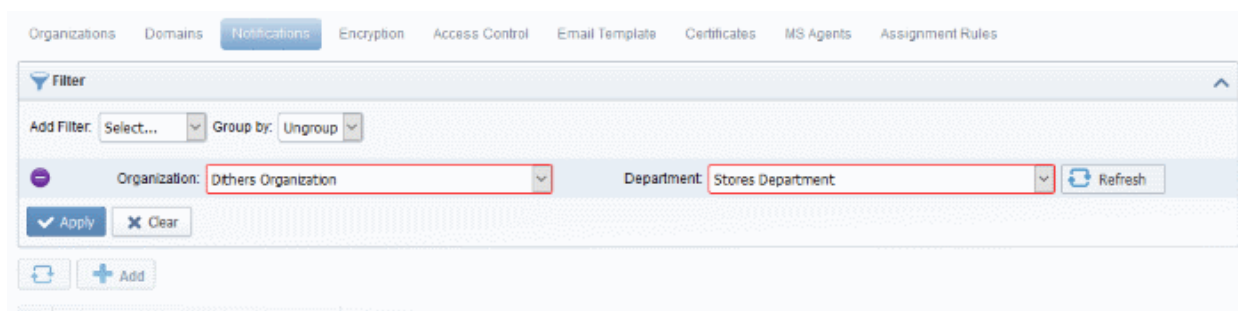 Organizations Domains Notifications Encryption Access Control Email Template Certificates MS Agents Assignment Rules
Filter
Add Filter: Select... Group by: Ungroup
Organization: Dithers Organization Department: Stores Department Refresh
Apply Clear
Add